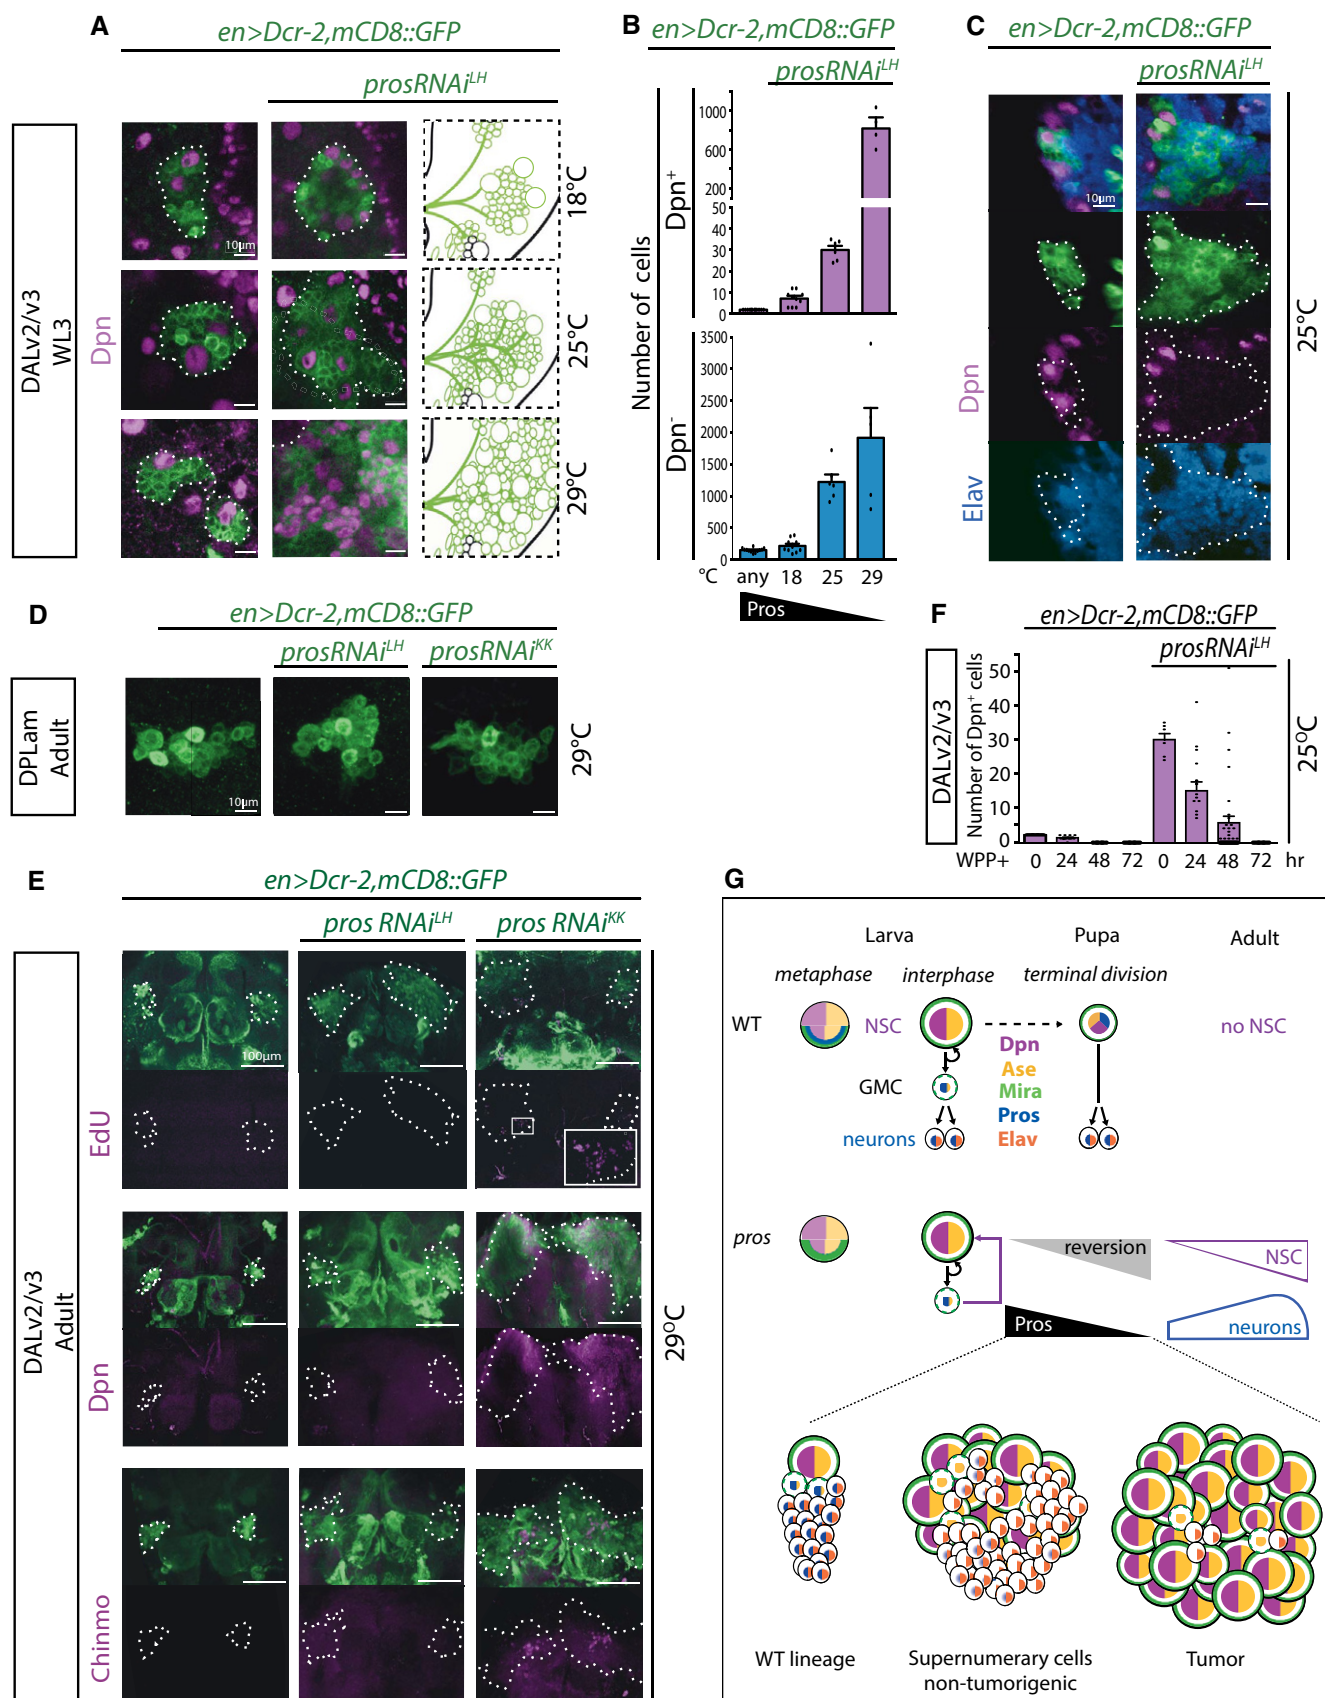 A
en>Dcr-2,mCD8::GFP
prosRNAi^LH
DALv2/v3
WL3
Dpn
10µm
18°C
25°C
29°C
B
en>Dcr-2,mCD8::GFP
prosRNAi^LH
Number of cells
Dpn⁺
1000
600
200
50
40
30
20
10
0
Dpn⁻
3500
3000
2500
2000
1500
1000
500
0
°C any 18 25 29
Pros
C
en>Dcr-2,mCD8::GFP
prosRNAi^LH
10µm
Dpn
Elav
25°C
D
en>Dcr-2,mCD8::GFP
prosRNAi^LH prosRNAi^KK
DPLam
Adult
10µm
29°C
E
en>Dcr-2,mCD8::GFP
pros RNAi^LH pros RNAi^KK
DALv2/v3
Adult
100µm
EdU
Dpn
Chinmo
29°C
F
en>Dcr-2,mCD8::GFP
prosRNAi^LH
DALv2/v3
Number of Dpn⁺ cells
50
40
30
20
10
0
WPP+ 0 24 48 72 0 24 48 72 hr
25°C
G
Larva Pupa Adult
metaphase interphase terminal division
WT NSC no NSC
Dpn
Ase
GMC Mira
Pros
neurons Elav
pros reversion NSC
Pros neurons
WT lineage Supernumerary cells Tumor
non-tumorigenic